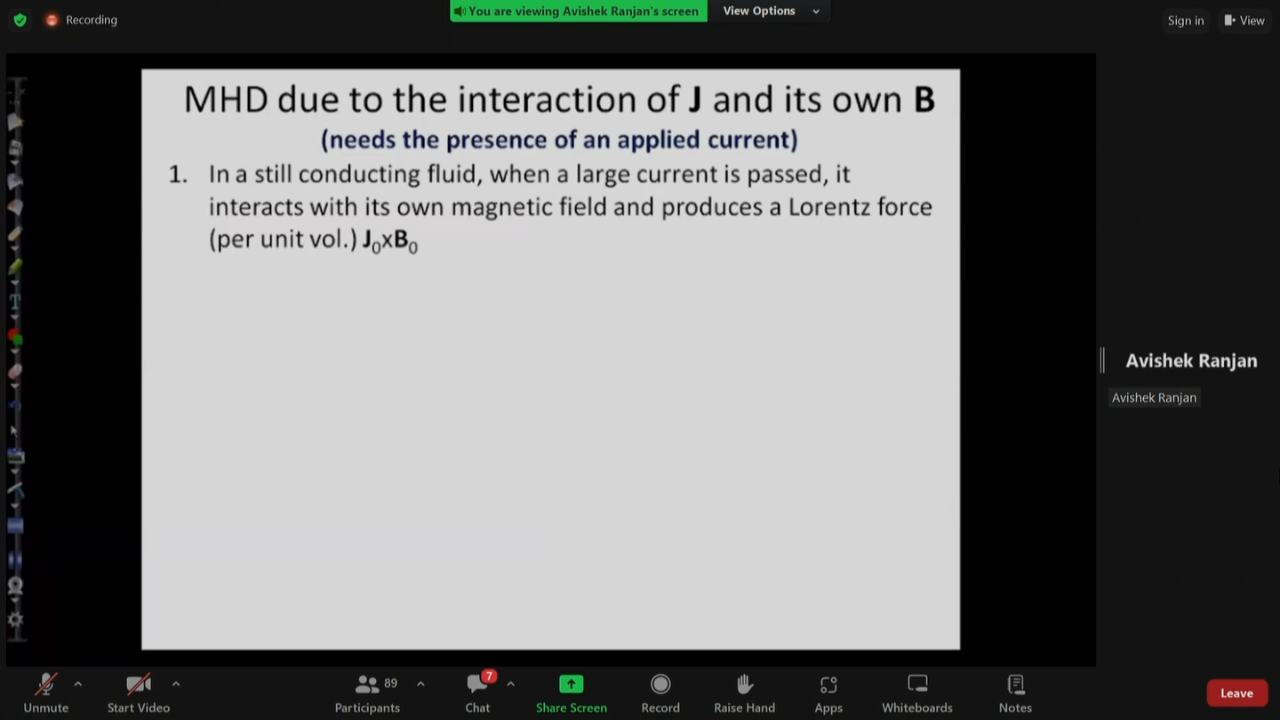 Recording
You are viewing Avishek Ranjan's screen
View Options
Sign in
View
MHD due to the interaction of J and its own B
(needs the presence of an applied current)
1. In a still conducting fluid, when a large current is passed, it
interacts with its own magnetic field and produces a Lorentz force
(per unit vol.) J₀xB₀
Avishek Ranjan
Avishek Ranjan
Unmute
Start Video
89
Participants
7
Chat
Share Screen
Record
Raise Hand
Apps
Whiteboards
Notes
Leave